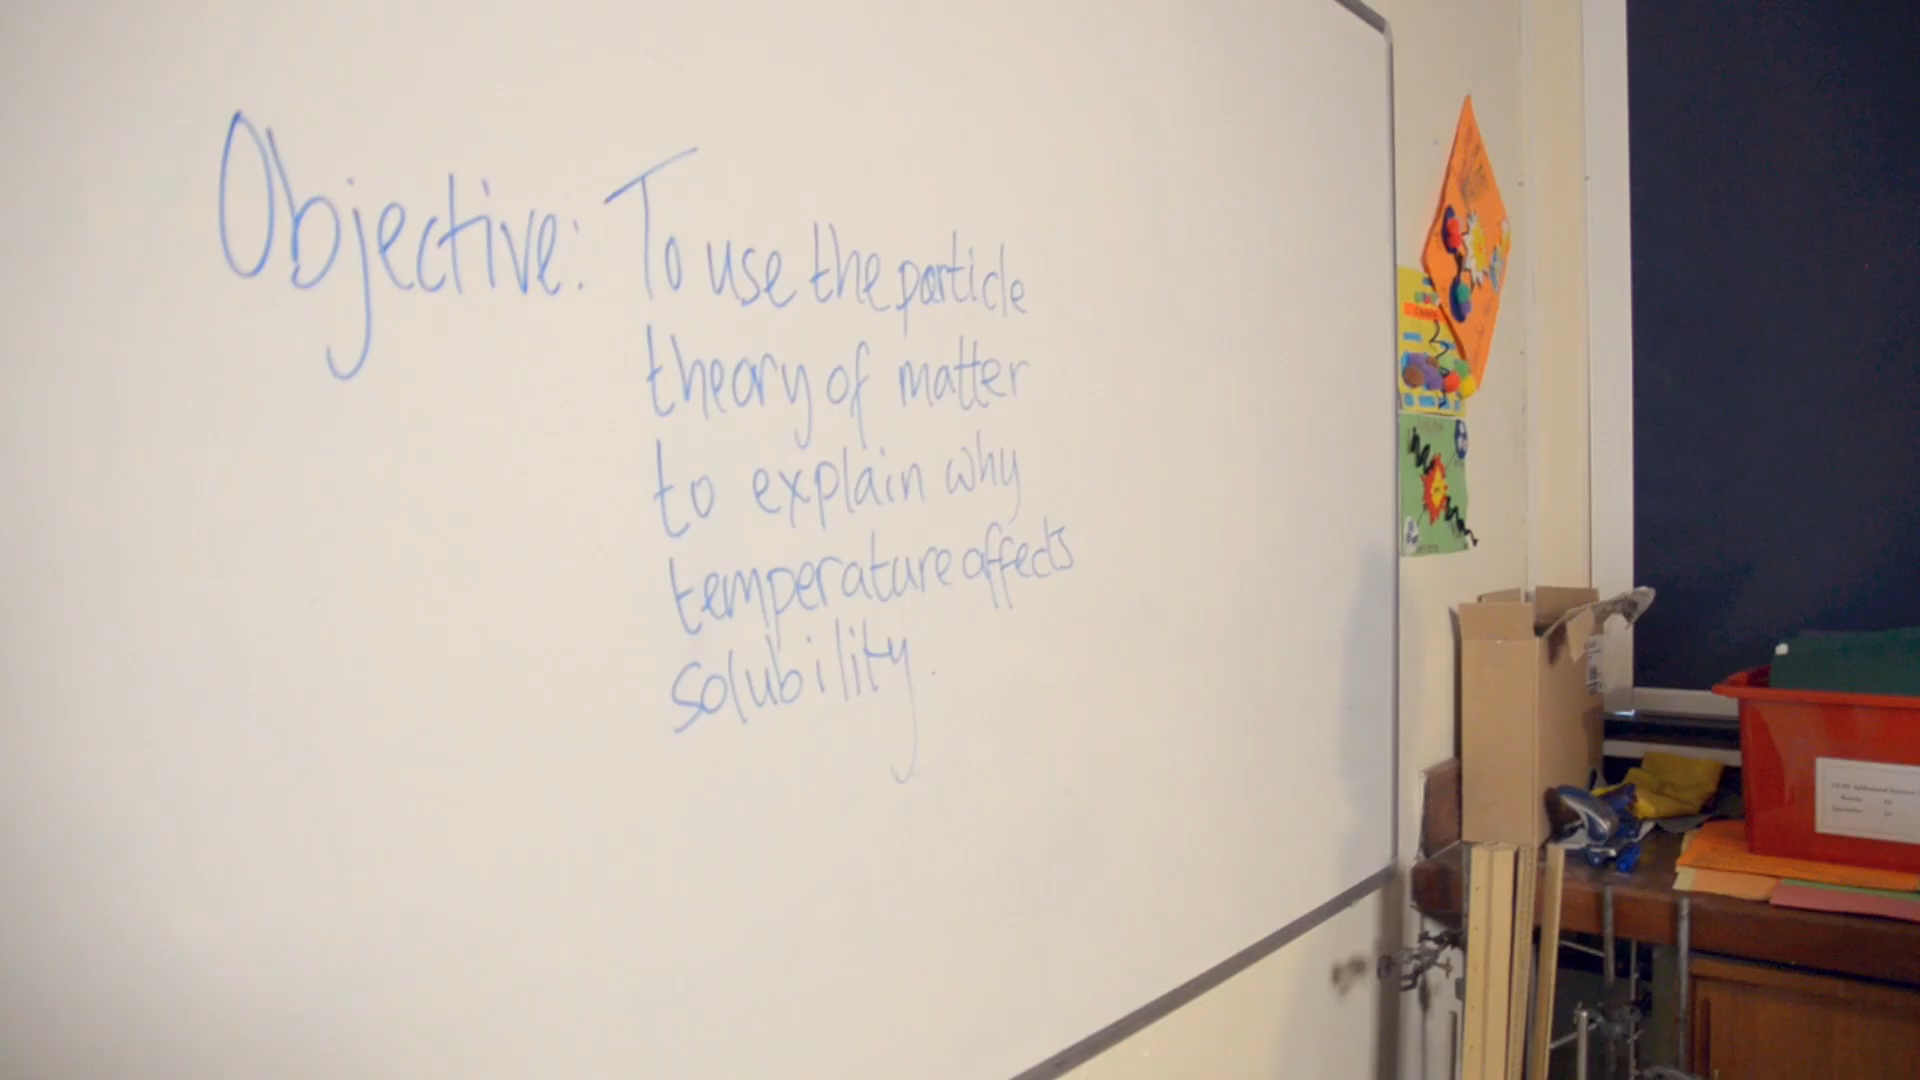 Objective: To use the particle
theory of matter
to explain why
temperature affects
solubility.